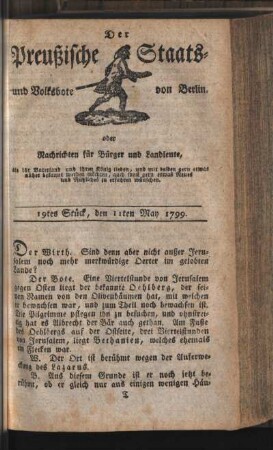 Der
Preußische Staats-
und Volksbote von Berlin.
oder
Nachrichten für Bürger und Landleute,
die ihr Vaterland und ihren König lieben, und mit beiden gern etwas
näher bekannt werden möchten, auch sonst gern etwas Neues
und Nützliches zu erfahren wünschen.
19tes Stück, den 11ten May 1799.
Der Wirth. Sind denn aber nicht außer Jeru-
salem noch mehr merkwürdige Oerter im gelobten
Lande?
Der Bote. Eine Viertelstunde von Jerusalem
gegen Osten liegt der bekannte Oehlberg, der sei-
nen Namen von den Olivenbäumen hat, mit welchen
er bewachsen war, und zum Theil noch bewachsen ist.
Die Pilgrimme pflegen ihn zu besuchen, und ohnstrei-
tig hat es Albrecht der Bär auch gethan. Am Fuße
des Oehlbergs auf der Ostseite, drei Viertelstunden
von Jerusalem, liegt Bethanien, welches ehemals
ein Flecken war.
W. Der Ort ist berühmt wegen der Auferwe-
ckung des Lazarus.
B. Aus diesem Grunde ist er noch jetzt be-
rühmt, ob er gleich nur aus einigen wenigen Häu-
T